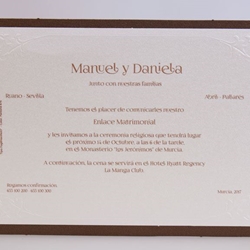 Manuel y Daniela
Junto con nuestras familias
Ruano - Sevilla
Abril - Pallares
Tenemos el placer de comunicarles nuestro
Enlace Matrimonial
y les invitamos a la ceremonia religiosa que tendrá lugar
el próximo 15 de Octubre, a las 6 de la tarde,
en el Monasterio "Los Jerónimos" de Murcia.
A continuación, la cena se servirá en el Hotel Hyatt Regency
La Manga Club.
Rogamos confirmación:
Murcia, 2017